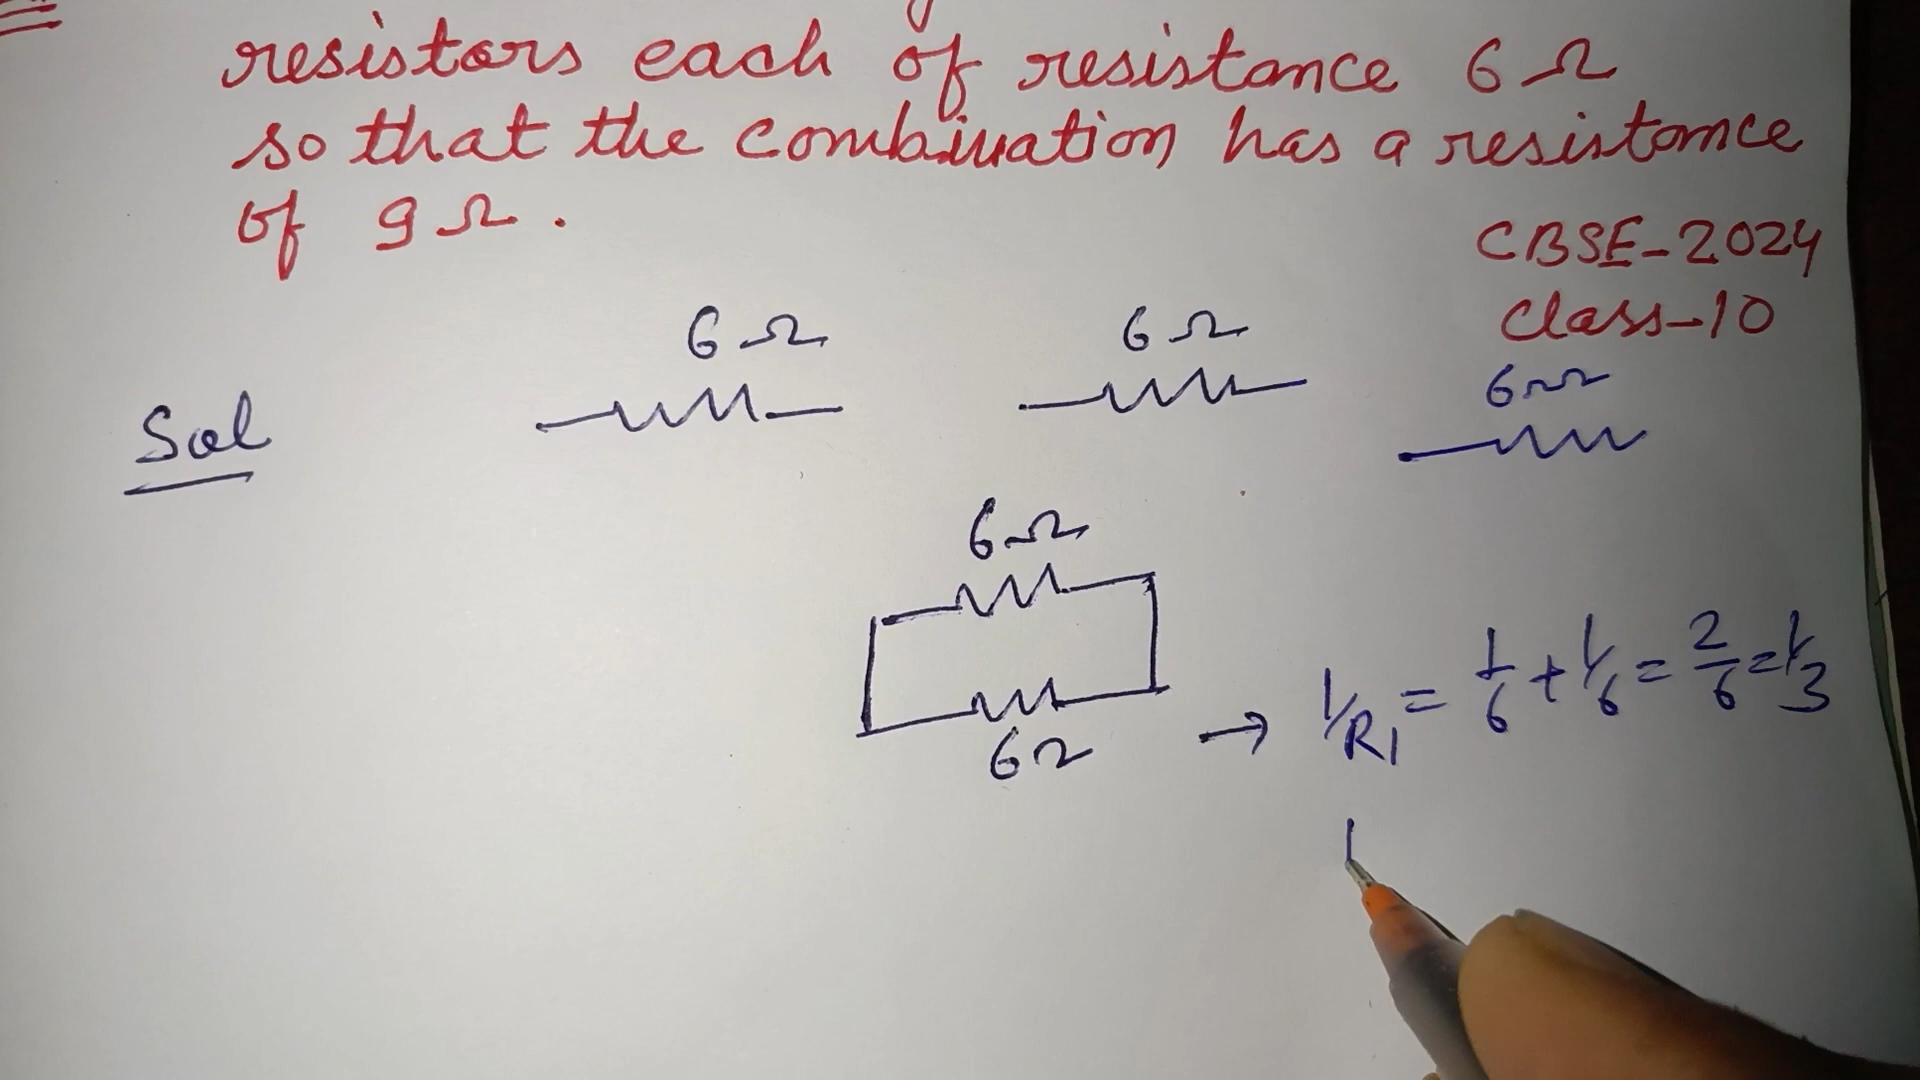 resistors each of resistance 6 Ω
so that the combination has a resistance
of 9 Ω.
CBSE-2024
Class-10
6 Ω
6 Ω
6 Ω
Sol
6 Ω
1/R1 = 1/6 + 1/6 = 2/6 = 1/3
6 Ω